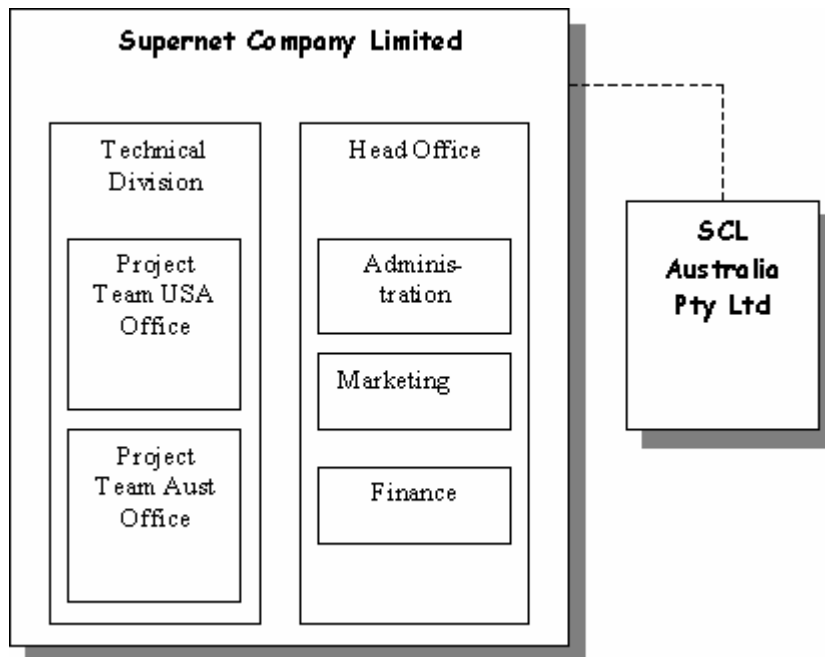 Supernet Company Limited
Technical
Division
Project
Team USA
Office
Project
Team Aust
Office
Head Office
Adminis-
tration
Marketing
Finance
SCL
Australia
Pty Ltd